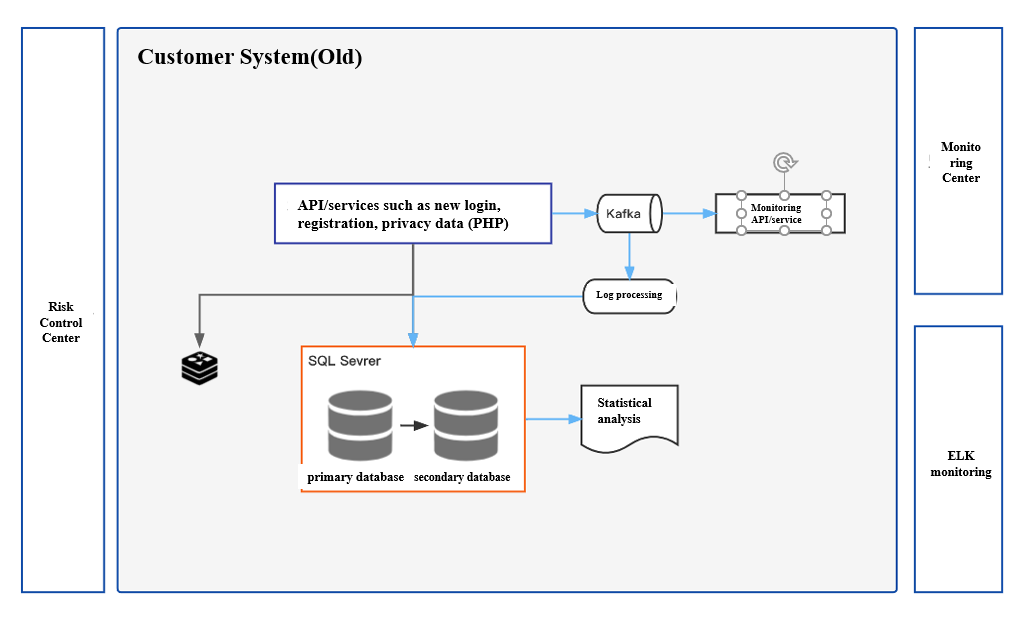 Customer System(Old)
API/services such as new login,
registration, privacy data (PHP)
Kafka
Monitoring
API/service
Log processing
Risk
Control
Center
SQL Sevrer
primary database
secondary database
Statistical
analysis
Monito
ring
Center
ELK
monitoring